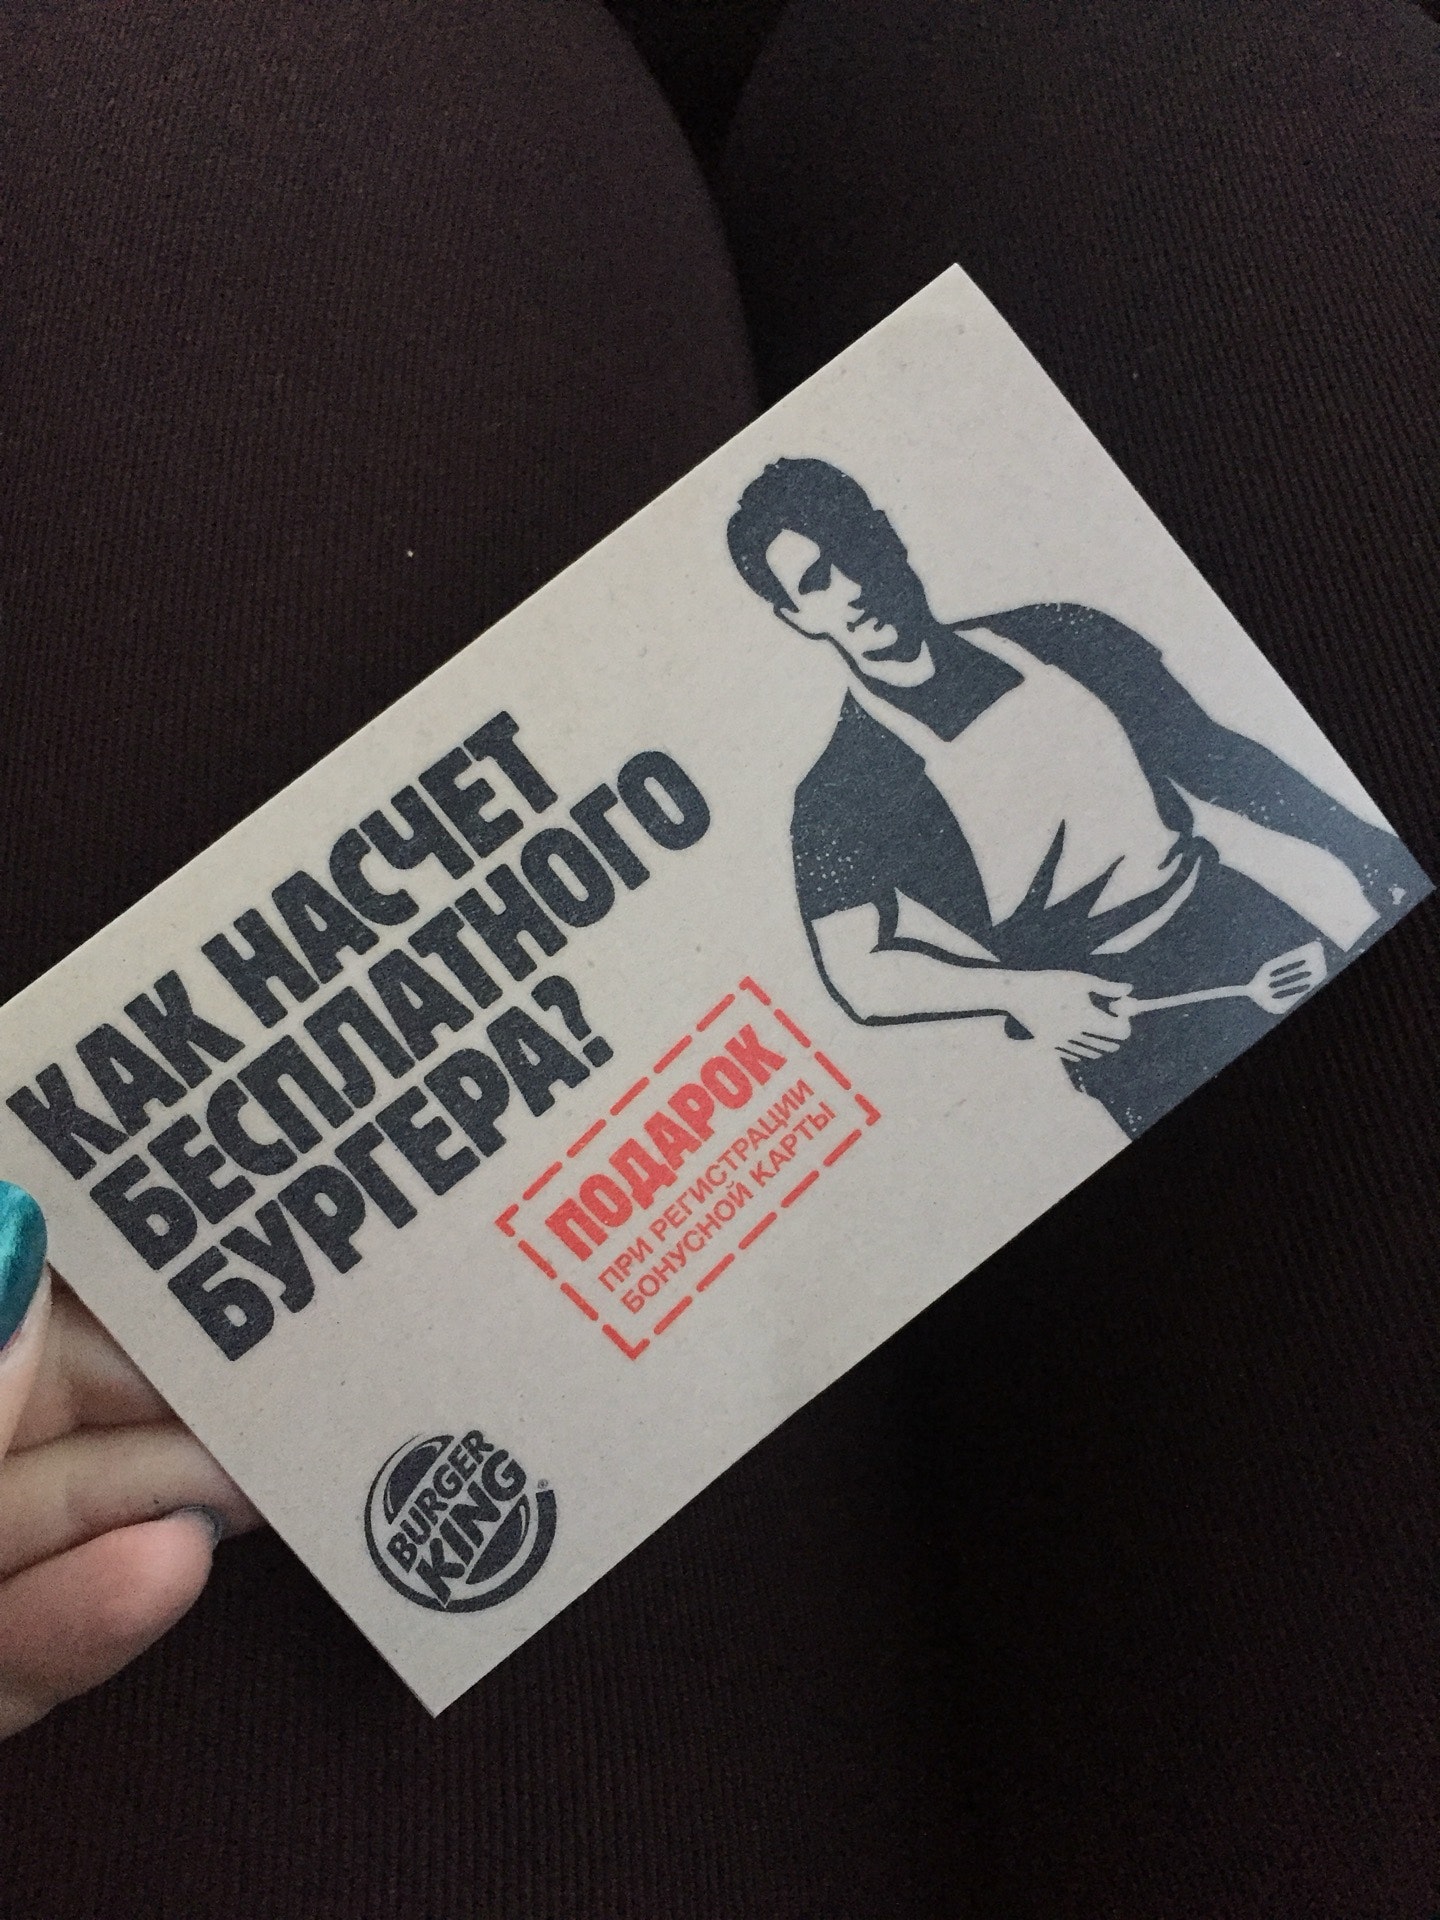 КАК НАСЧЕТ
БЕСПЛАТНОГО
БУРГЕРА?
ПОДАРОК
ПРИ РЕГИСТРАЦИИ
БОНУСНОЙ КАРТЫ
BURGER
KING®